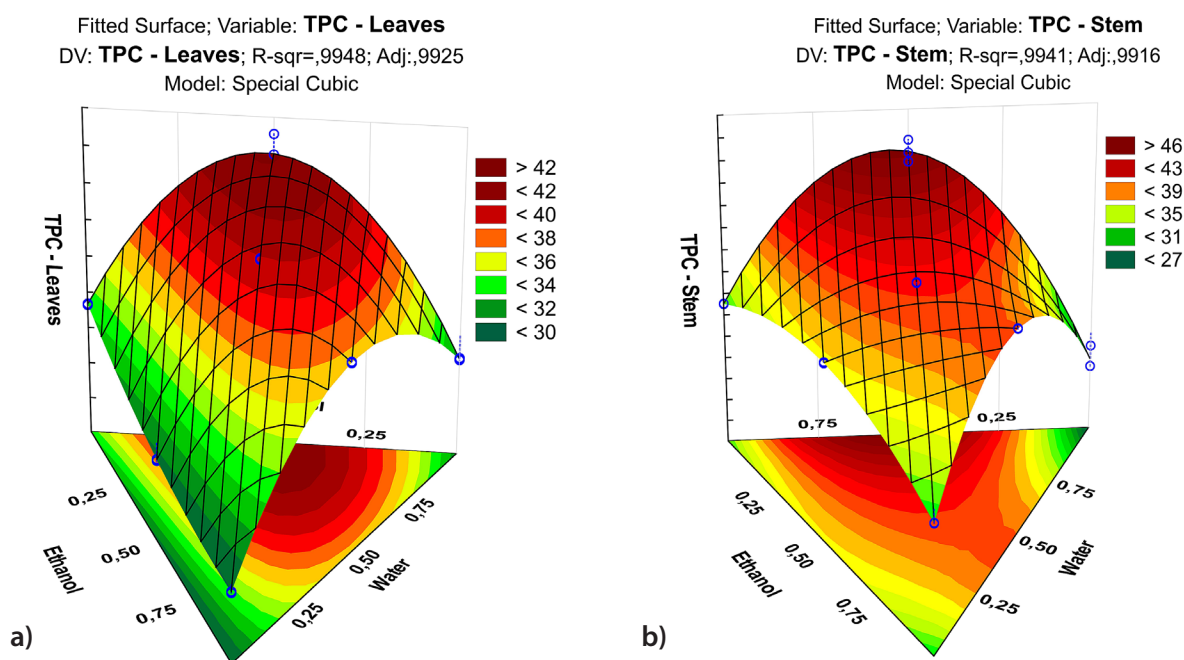 Fitted Surface; Variable: TPC - Leaves
DV: TPC - Leaves; R-sqr=,9948; Adj:,9925
Model: Special Cubic
> 42
< 42
< 40
< 38
< 36
< 34
< 32
< 30
TPC - Leaves
0,25
0,25
0,50
0,75
Ethanol
0,75
0,50
0,25
Water
a)
Fitted Surface; Variable: TPC - Stem
DV: TPC - Stem; R-sqr=,9941; Adj:,9916
Model: Special Cubic
> 46
< 43
< 39
< 35
< 31
< 27
TPC - Stem
0,75
0,25
0,25
0,50
0,75
Ethanol
0,75
0,50
0,25
Water
b)